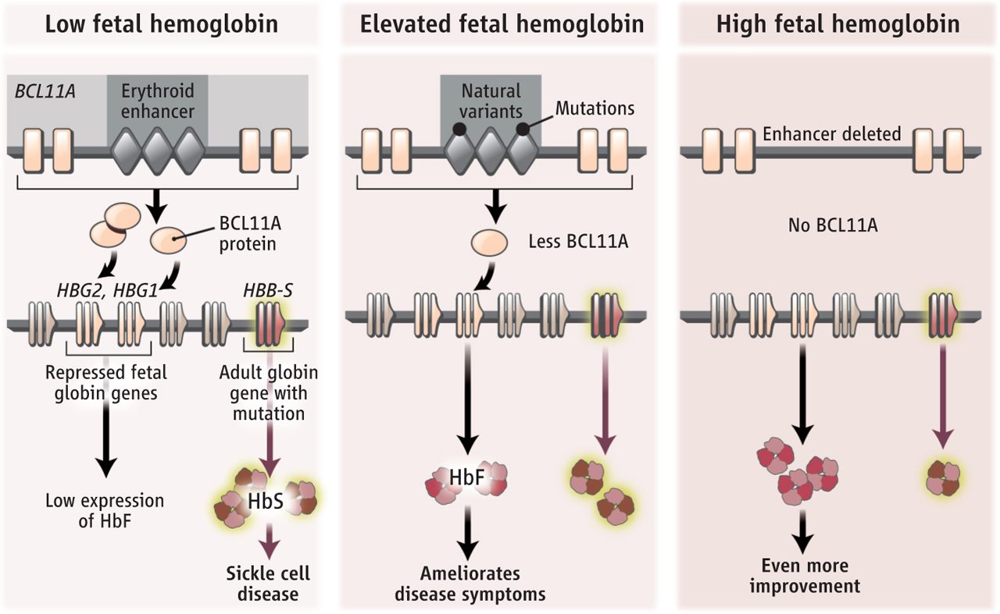 Low fetal hemoglobin
BCL11A
Erythroid
enhancer
BCL11A
protein
HBG2, HBG1
HBB-S
Repressed fetal
globin genes
Adult globin
gene with
mutation
Low expression
of HbF
HbS
Sickle cell
disease
Elevated fetal hemoglobin
Natural
variants
Mutations
Less BCL11A
HbF
Ameliorates
disease symptoms
High fetal hemoglobin
Enhancer deleted
No BCL11A
Even more
improvement